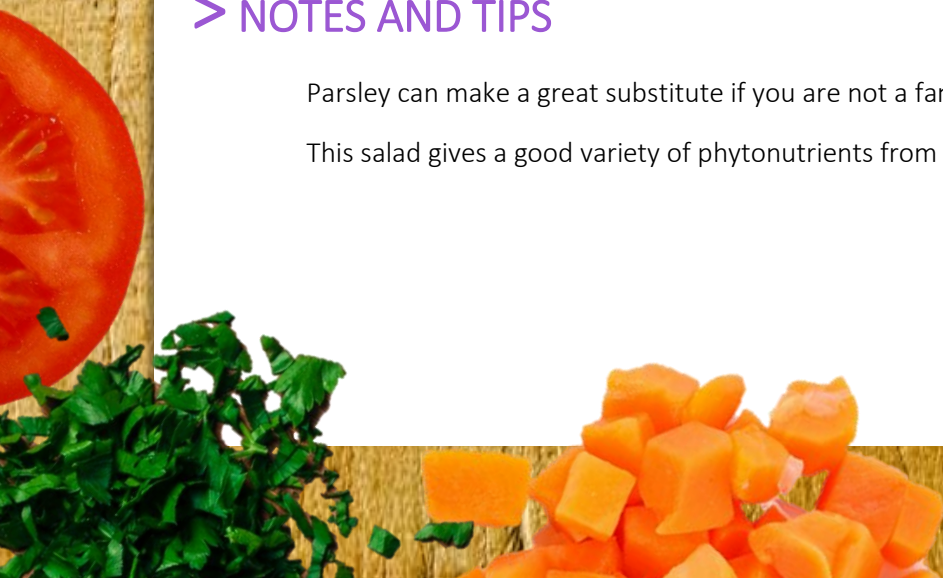 > NOTES AND TIPS
Parsley can make a great substitute if you are not a
This salad gives a good variety of phytonutrients from